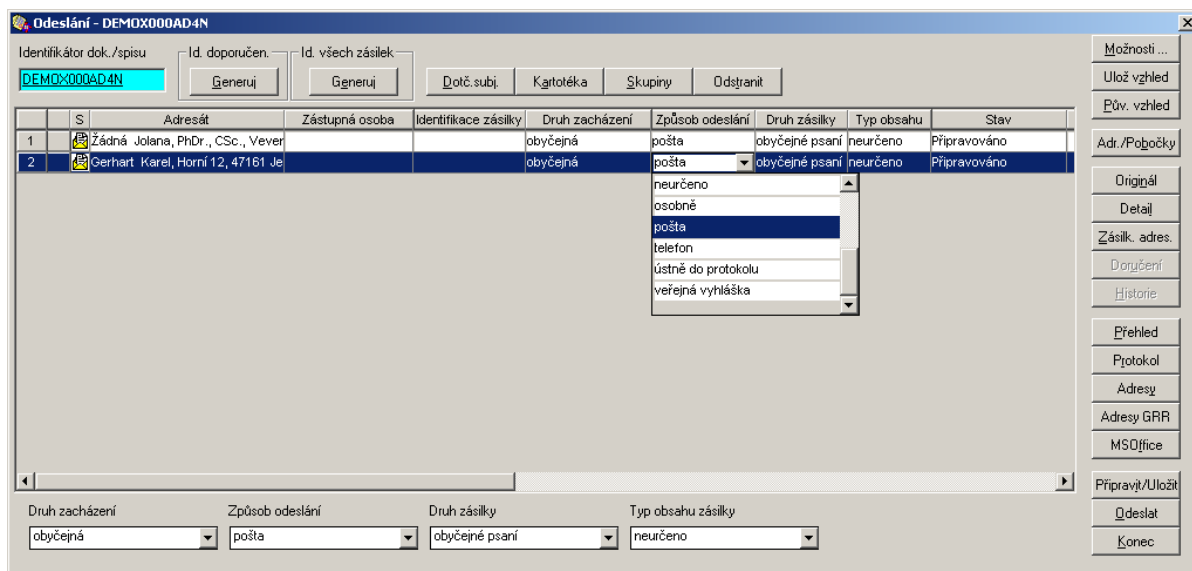 Odeslání - DEMOX000AD4N
Identifikátor dok./spisu
Id. doporučen.
Id. všech zásilek
DEMOX000AD4N
Generuj
Generuj
Dotč.subj.
Kartotéka
Skupiny
Odstranit
S Adresát Zástupná osoba Identifikace zásilky Druh zacházení Způsob odeslání Druh zásilky Typ obsahu Stav
1 Žádná Jolana, PhDr., CSc., Vever obyčejná pošta obyčejné psaní neurčeno Připravováno
2 Gerhart Karel, Horní 12, 47161 Je obyčejná pošta obyčejné psaní neurčeno Připravováno
neurčeno
osobně
pošta
telefon
ústně do protokolu
veřejná vyhláška
Druh zacházení Způsob odeslání Druh zásilky Typ obsahu zásilky
obyčejná pošta obyčejné psaní neurčeno
Možnosti ...
Ulož vzhled
Pův. vzhled
Adr./Pobočky
Originál
Detail
Zásilk. adres.
Doručení
Historie
Přehled
Protokol
Adresy
Adresy GRR
MSOffice
Připravit/Uložit
Odeslat
Konec